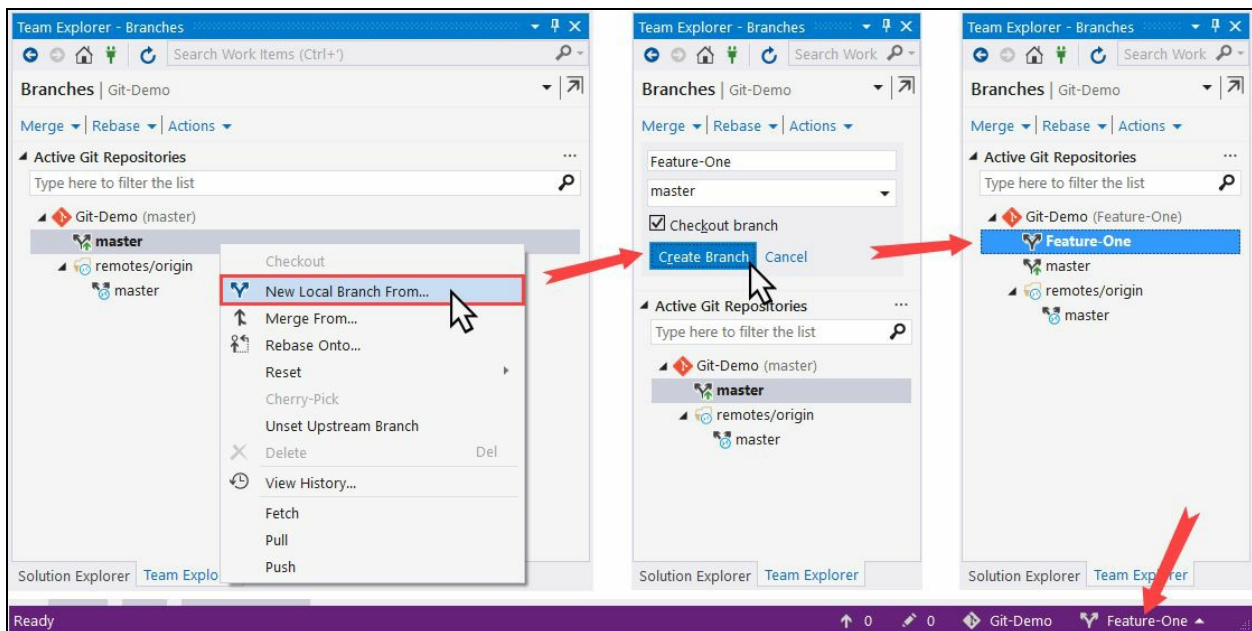 Team Explorer - Branches
Search Work Items (Ctrl+')
Branches | Git-Demo
Merge Rebase Actions
Active Git Repositories ...
Type here to filter the list
Git-Demo (master)
master
remotes/origin
master
Checkout
New Local Branch From...
Merge From...
Rebase Onto...
Reset
Cherry-Pick
Unset Upstream Branch
Delete Del
View History...
Fetch
Pull
Push
Solution Explorer Team Explo
Team Explorer - Branches
Search Work
Branches | Git-Demo
Merge Rebase Actions
Feature-One
master
Checkout branch
Create Branch Cancel
Active Git Repositories ...
Type here to filter the list
Git-Demo (master)
master
remotes/origin
master
Solution Explorer Team Explorer
Team Explorer - Branches
Search Work
Branches | Git-Demo
Merge Rebase Actions
Active Git Repositories ...
Type here to filter the list
Git-Demo (Feature-One)
Feature-One
master
remotes/origin
master
Solution Explorer Team Explorer
Ready 0 0 Git-Demo Feature-One